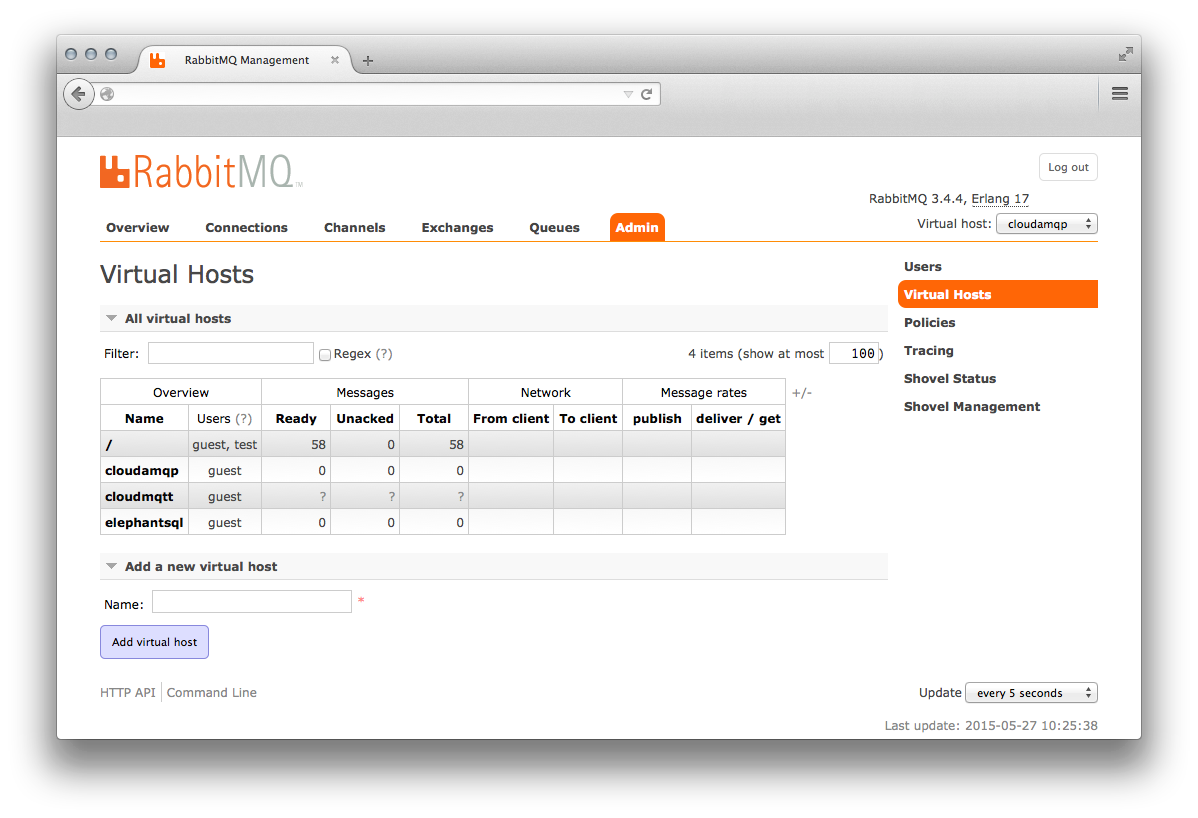 RabbitMQ Management
RabbitMQ™
Log out
RabbitMQ 3.4.4, Erlang 17
Virtual host: cloudamqp
Overview Connections Channels Exchanges Queues Admin
Virtual Hosts
Users
Virtual Hosts
Policies
Tracing
Shovel Status
Shovel Management
All virtual hosts
Filter: Regex (?) 4 items (show at most 100)
Overview Messages Network Message rates +/-
Name Users (?) Ready Unacked Total From client To client publish deliver / get
/ guest, test 58 0 58
cloudamqp guest 0 0 0
cloudmqtt guest ? ? ?
elephantsql guest 0 0 0
Add a new virtual host
Name: *
Add virtual host
HTTP API Command Line
Update every 5 seconds
Last update: 2015-05-27 10:25:38